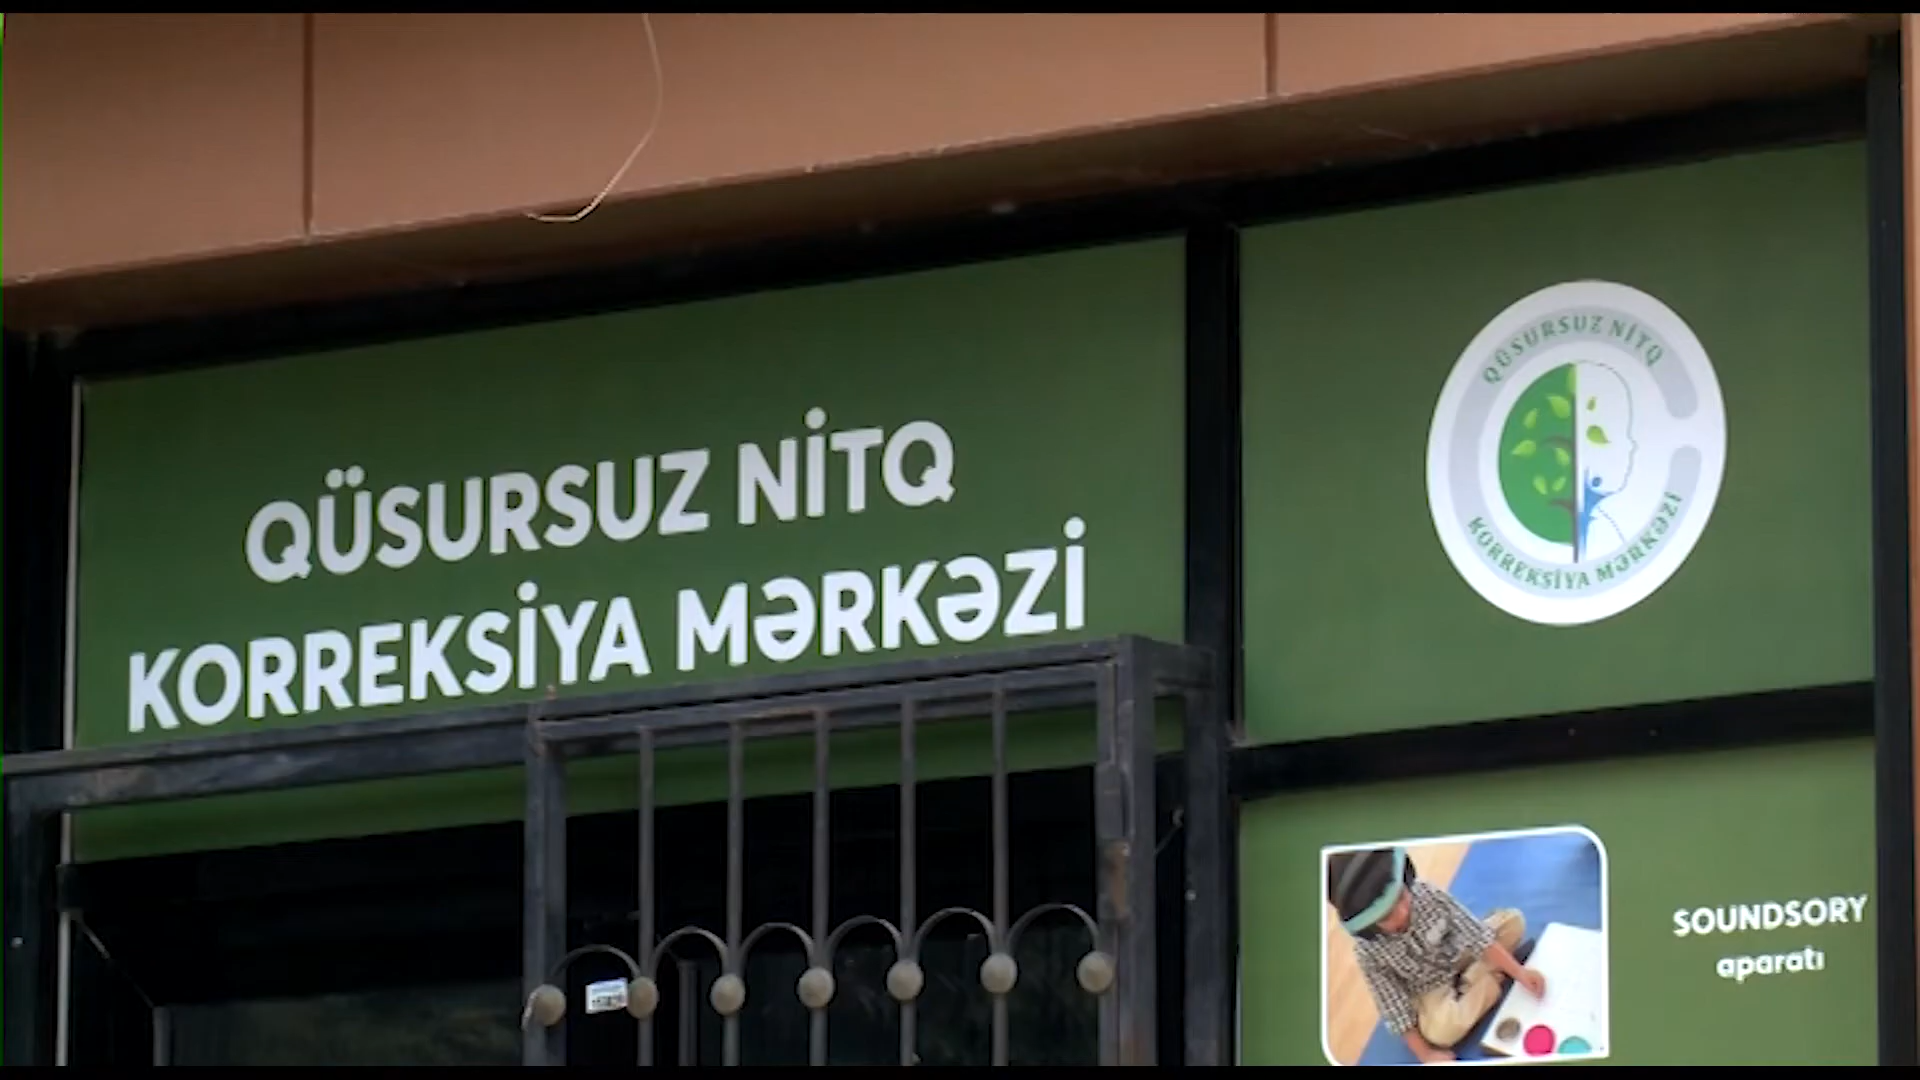 QÜSURSUZ NİTQ
KORREKSİYA MƏRKƏZİ
QÜSURSUZ NİTQ
KORREKSİYA MƏRKƏZİ
SOUNDSORY
aparatı